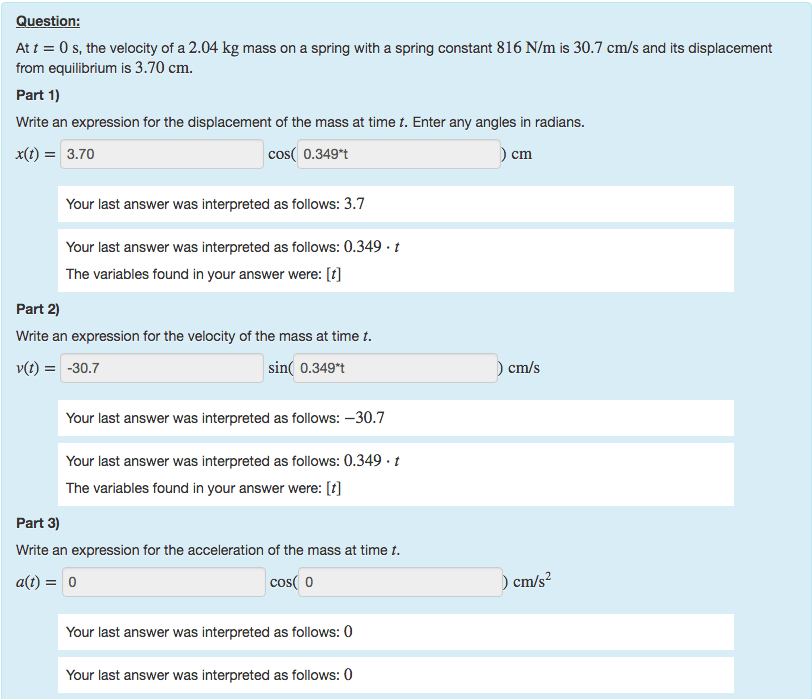 Question:
At t = 0 s, the velocity of a 2.04 kg mass on a spring with a spring constant 816 N/m is 30.7 cm/s and its displacement
from equilibrium is 3.70 cm.
Part 1)
Write an expression for the displacement of the mass at time t. Enter any angles in radians.
x(t) = 3.70 cos( 0.349*t ) cm
Your last answer was interpreted as follows: 3.7
Your last answer was interpreted as follows: 0.349 · t
The variables found in your answer were: [t]
Part 2)
Write an expression for the velocity of the mass at time t.
v(t) = -30.7 sin( 0.349*t ) cm/s
Your last answer was interpreted as follows: −30.7
Your last answer was interpreted as follows: 0.349 · t
The variables found in your answer were: [t]
Part 3)
Write an expression for the acceleration of the mass at time t.
a(t) = 0 cos( 0 ) cm/s²
Your last answer was interpreted as follows: 0
Your last answer was interpreted as follows: 0